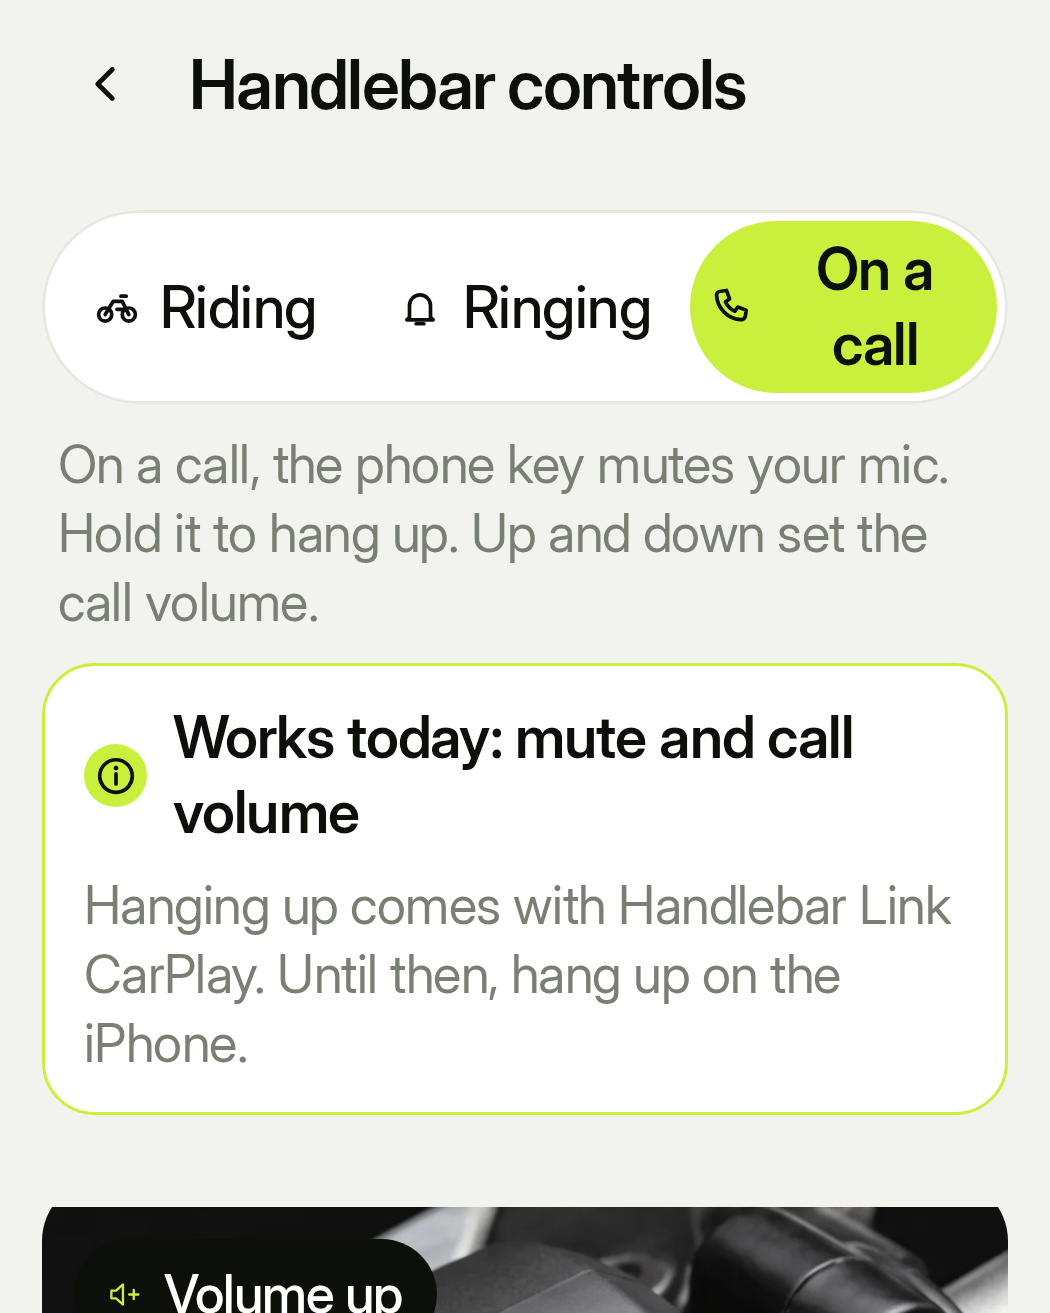 Handlebar controls
Riding
Ringing
On a
call
On a call, the phone key mutes your mic.
Hold it to hang up. Up and down set the
call volume.
Works today: mute and call
volume
Hanging up comes with Handlebar Link
CarPlay. Until then, hang up on the
iPhone.
Volume up